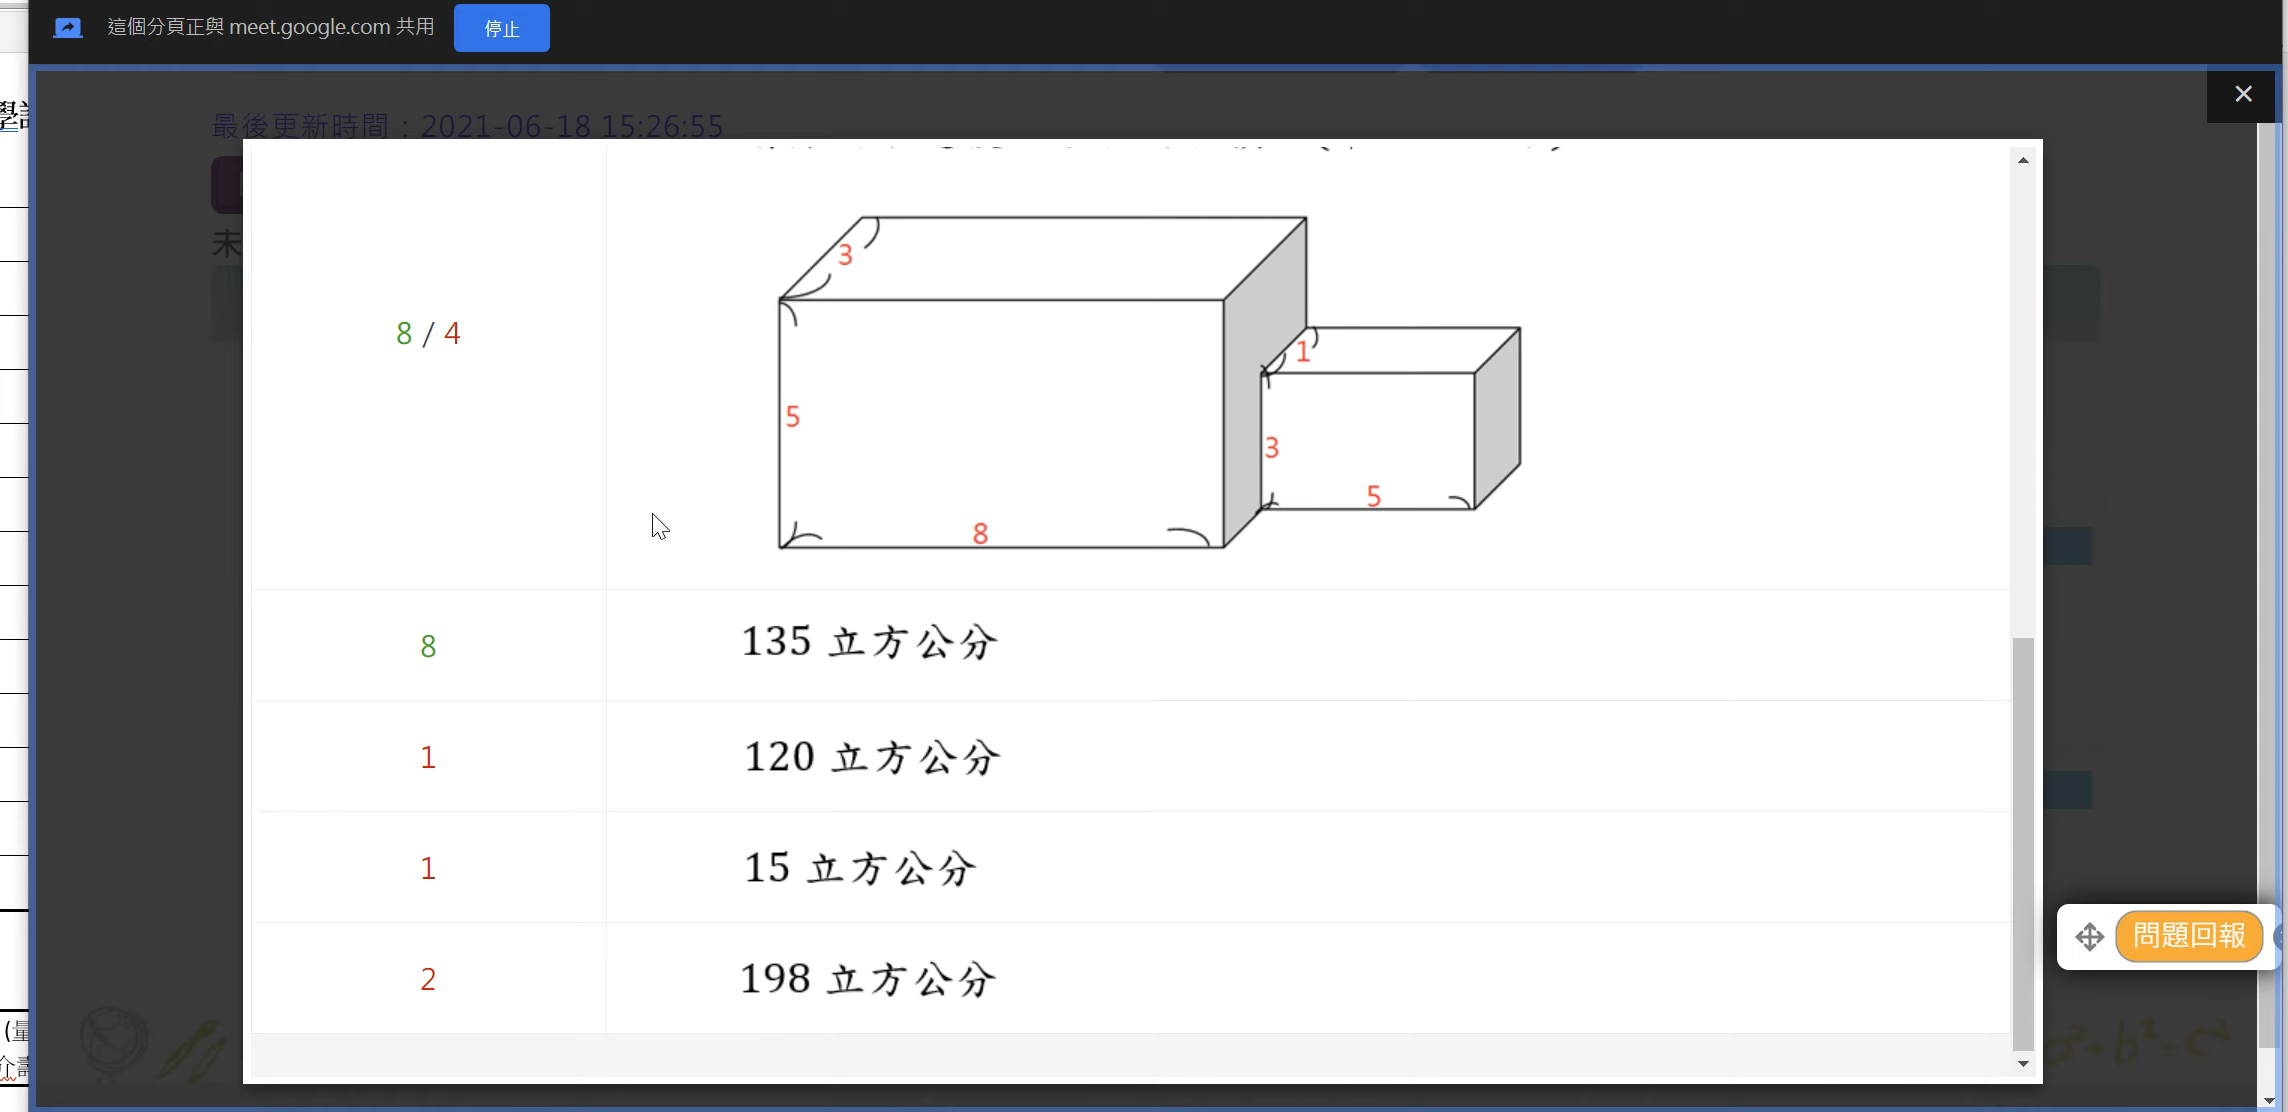 這個分頁正與 meet.google.com 共用
停止
最後更新時間：2021-06-18 15:26:55
未
8 / 4
3
5
8
1
3
5
8
135 立方公分
1
120 立方公分
1
15 立方公分
2
198 立方公分
問題回報